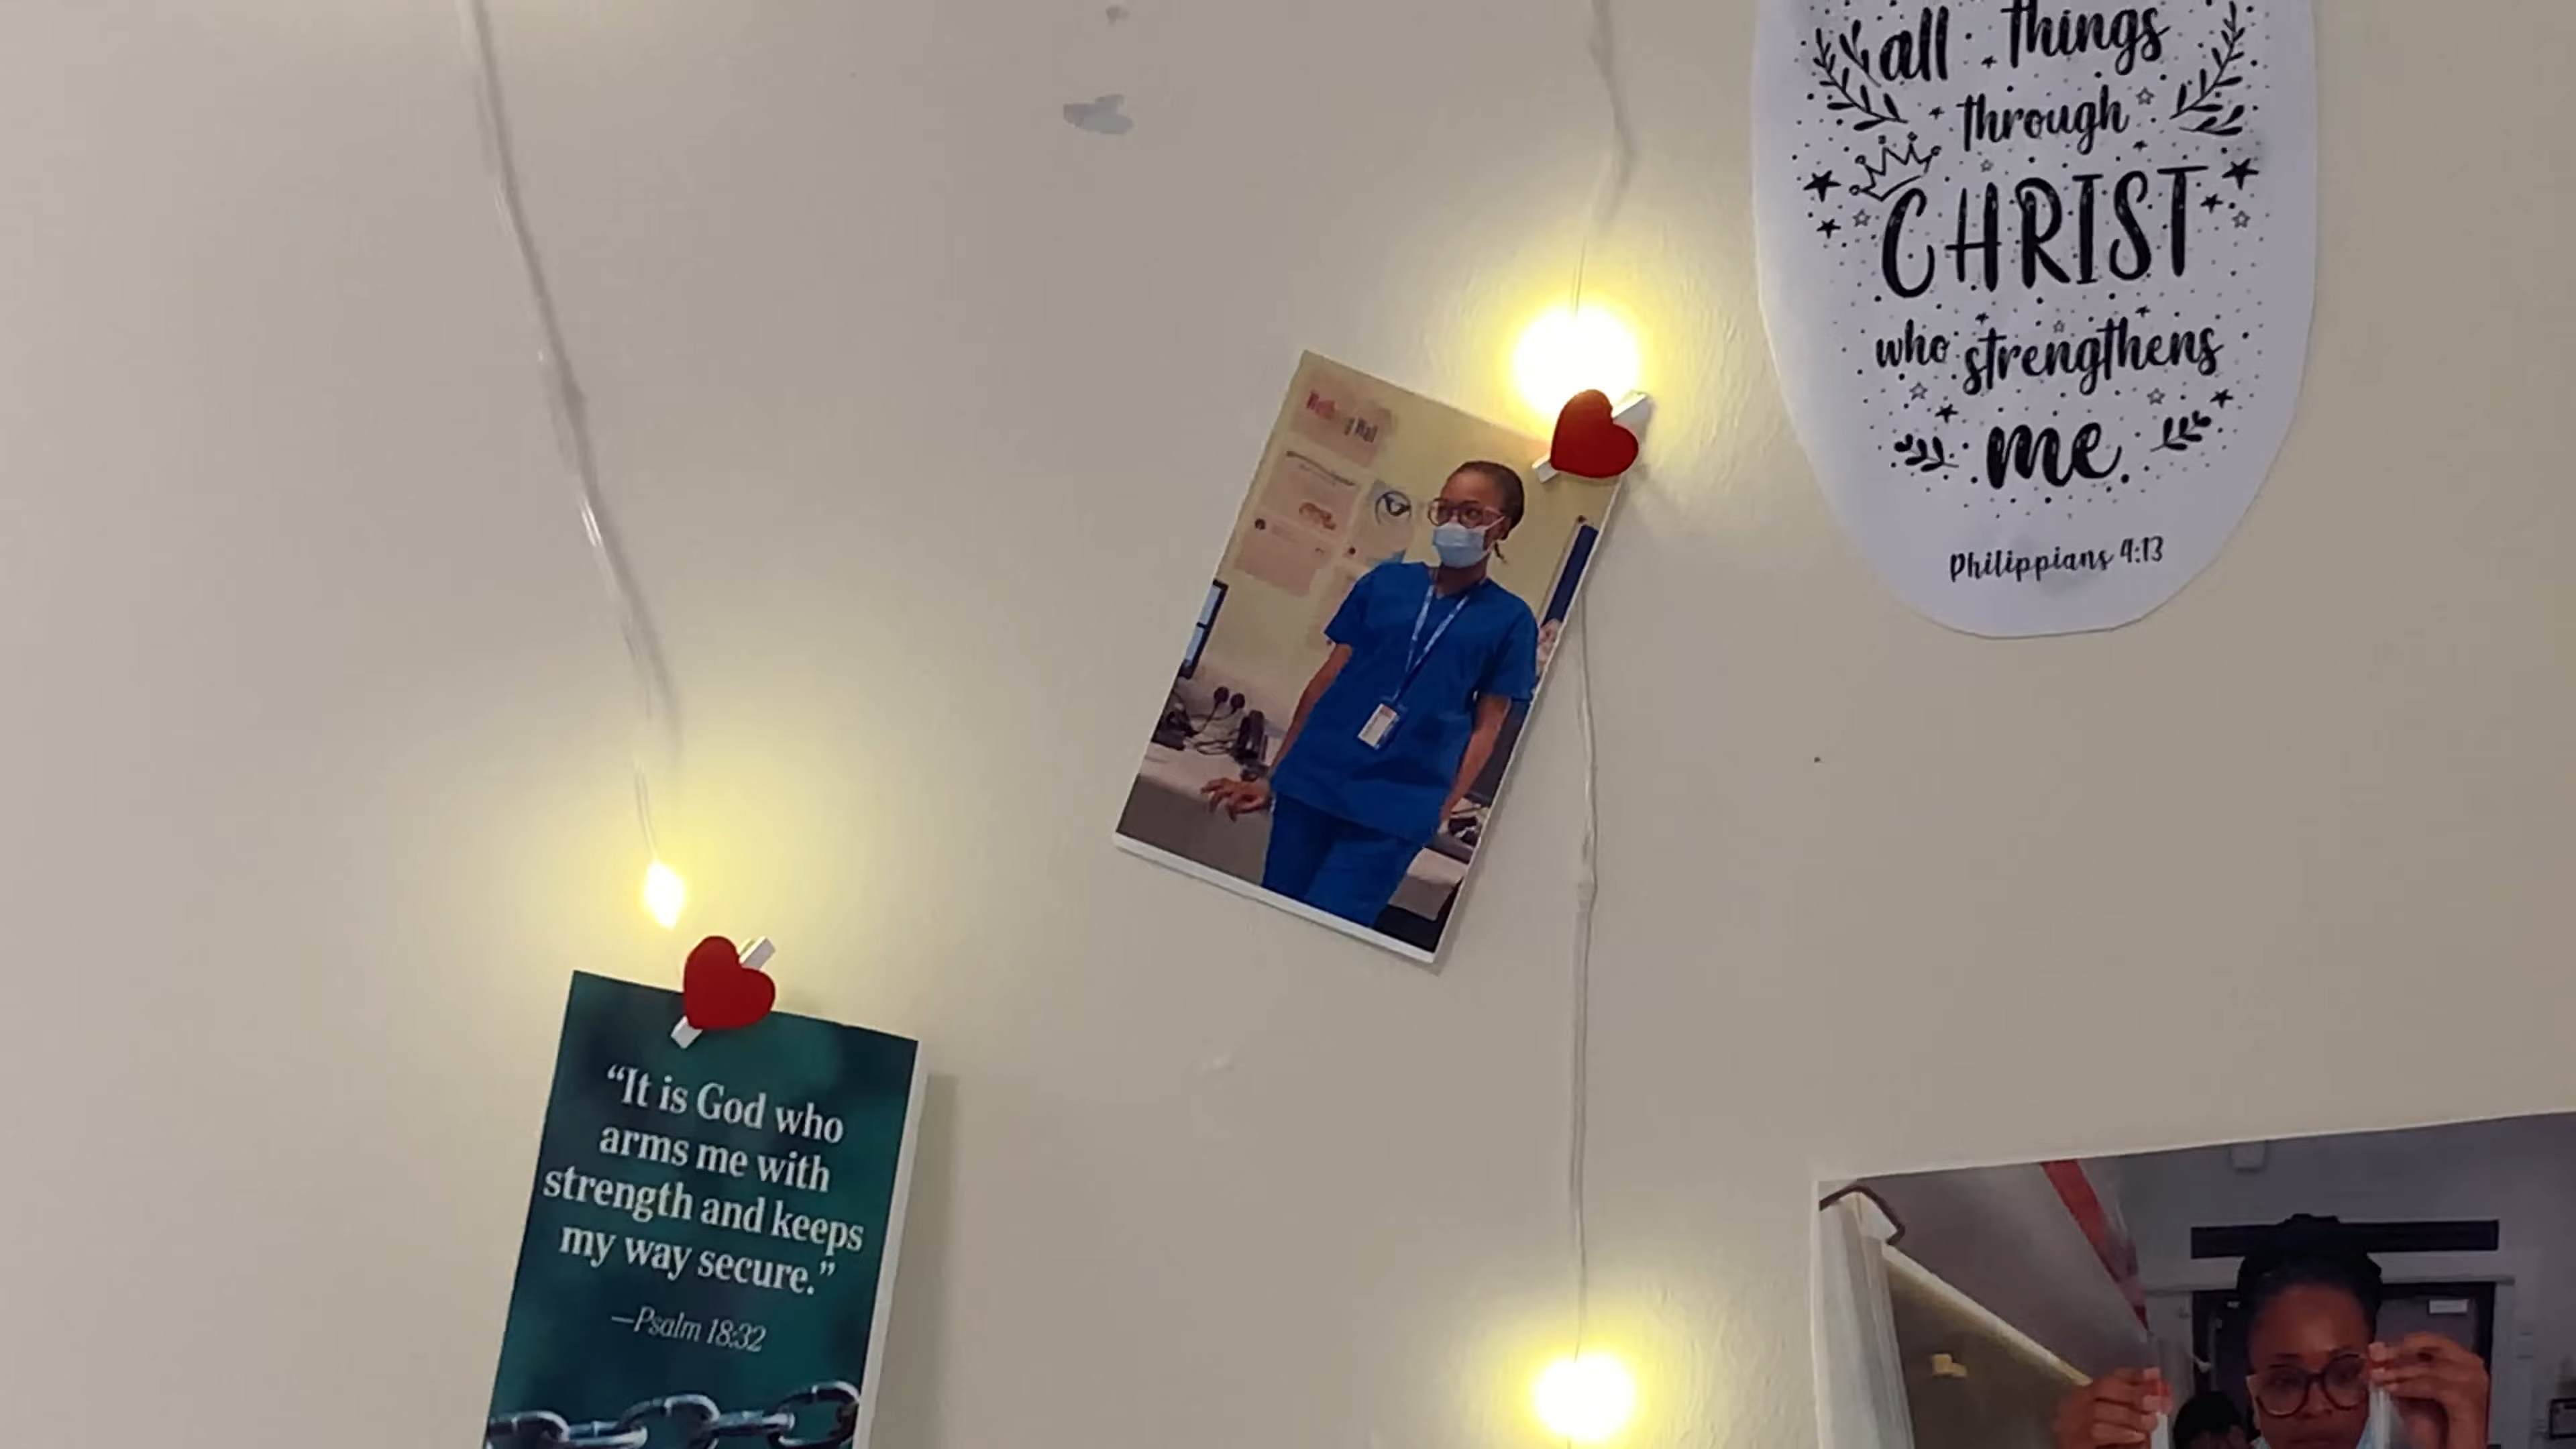 all things
through
CHRIST
who strengthens
me
Philippians 4:13
“It is God who
arms me with
strength and keeps
my way secure.”
—Psalm 18:32